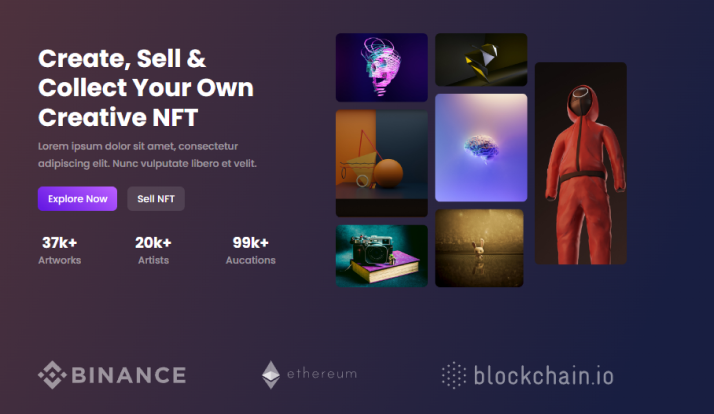 Create, Sell &
Collect Your Own
Creative NFT
Lorem ipsum dolor sit amet, consectetur
adipiscing elit. Nunc vulputate libero et velit.
Explore Now Sell NFT
37k+ 20k+ 99k+
Artworks Artists Aucations
BINANCE ethereum blockchain.io